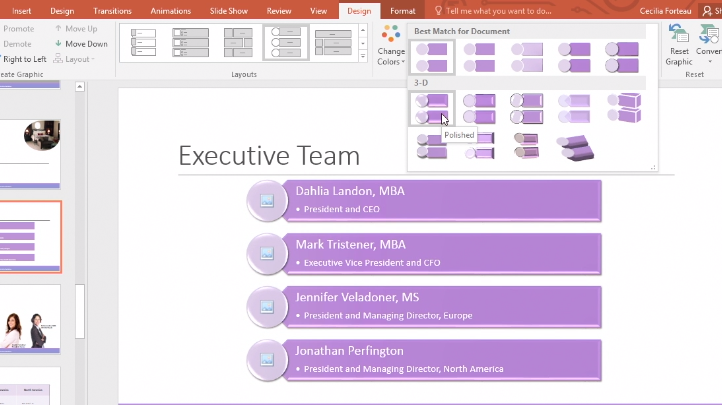 Insert Design Transitions Animations Slide Show Review View Design Format Tell me what you want to do... Cecilia Forteau
Promote Move Up
Demote Move Down
Right to Left Layout
eate Graphic
Layouts
Change
Colors
Best Match for Document
3-D
Polished
Reset
Graphic
Conver
Reset
Executive Team
Dahlia Landon, MBA
• President and CEO
Mark Tristener, MBA
• Executive Vice President and CFO
Jennifer Veladoner, MS
• President and Managing Director, Europe
Jonathan Perfington
• President and Managing Director, North America